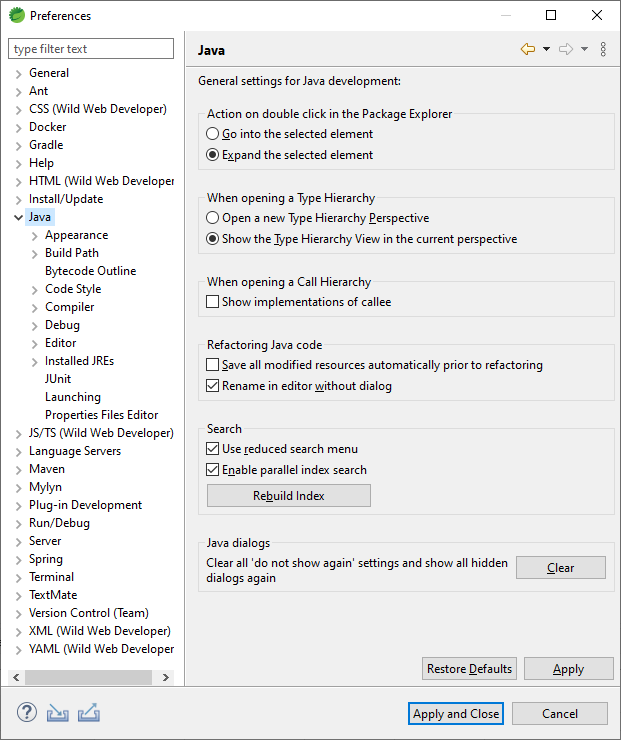 Preferences
type filter text
General
Ant
CSS (Wild Web Developer)
Docker
Gradle
Help
HTML (Wild Web Developer
Install/Update
Java
Appearance
Build Path
Bytecode Outline
Code Style
Compiler
Debug
Editor
Installed JREs
JUnit
Launching
Properties Files Editor
JS/TS (Wild Web Developer)
Language Servers
Maven
Mylyn
Plug-in Development
Run/Debug
Server
Spring
Terminal
TextMate
Version Control (Team)
XML (Wild Web Developer)
YAML (Wild Web Developer
Java
General settings for Java development:
Action on double click in the Package Explorer
Go into the selected element
Expand the selected element
When opening a Type Hierarchy
Open a new Type Hierarchy Perspective
Show the Type Hierarchy View in the current perspective
When opening a Call Hierarchy
Show implementations of callee
Refactoring Java code
Save all modified resources automatically prior to refactoring
Rename in editor without dialog
Search
Use reduced search menu
Enable parallel index search
Rebuild Index
Java dialogs
Clear all 'do not show again' settings and show all hidden
dialogs again
Clear
Restore Defaults
Apply
?
Apply and Close
Cancel